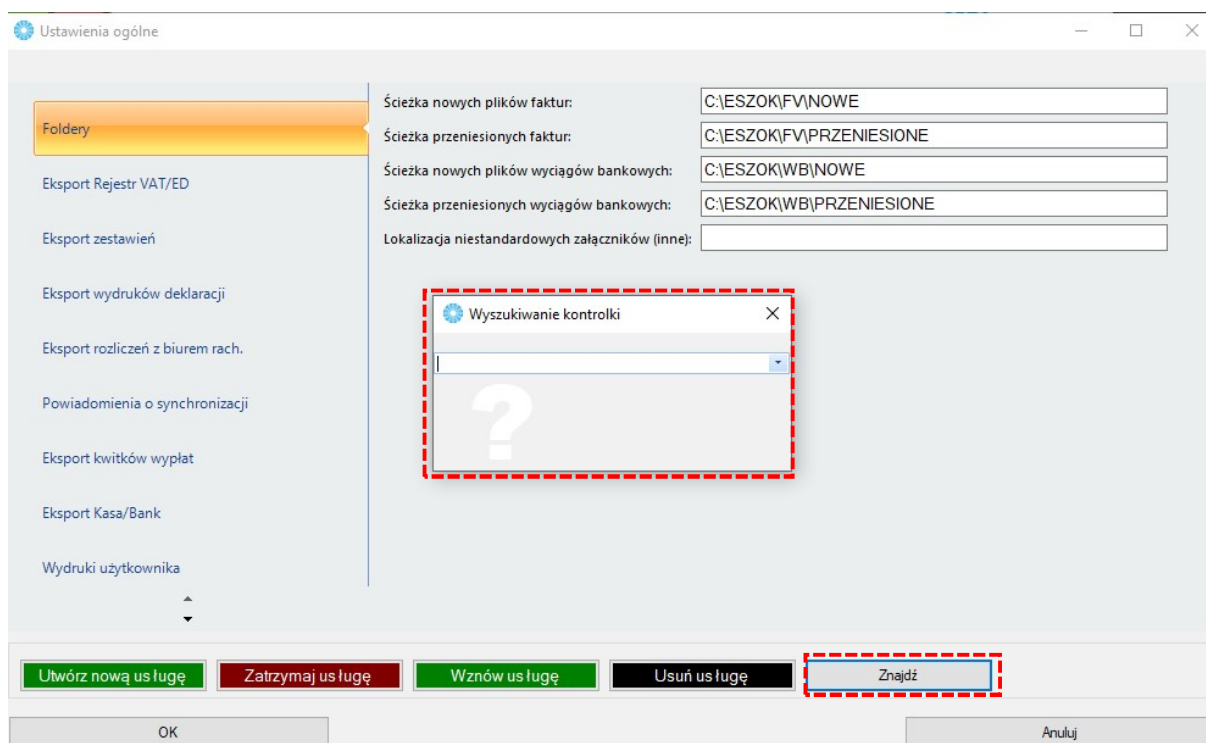 Ustawienia ogólne
Foldery
Eksport Rejestr VAT/ED
Eksport zestawień
Eksport wydruków deklaracji
Eksport rozliczeń z biurem rach.
Powiadomienia o synchronizacji
Eksport kwitków wypłat
Eksport Kasa/Bank
Wydruki użytkownika
Ścieżka nowych plików faktur: C:\ESZOK\FV\NOWE
Ścieżka przeniesionych faktur: C:\ESZOK\FV\PRZENIESIONE
Ścieżka nowych plików wyciągów bankowych: C:\ESZOK\WB\NOWE
Ścieżka przeniesionych wyciągów bankowych: C:\ESZOK\WB\PRZENIESIONE
Lokalizacja niestandardowych załączników (inne):
Wyszukiwanie kontrolki
?
Utwórz nową usługę Zatrzymaj usługę Wznów usługę Usuń usługę Znajdź
OK Anuluj